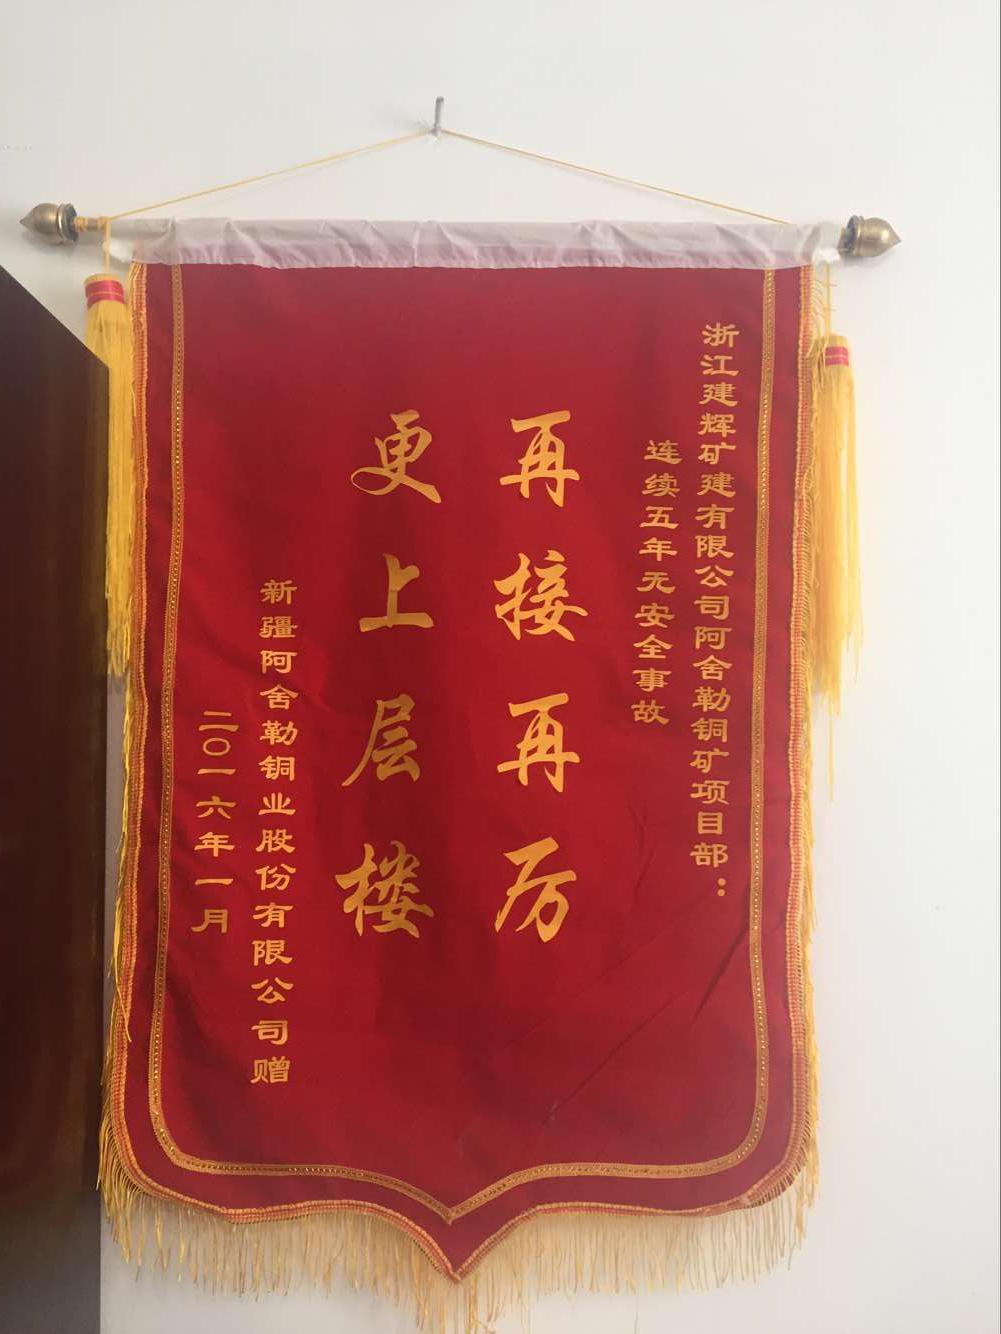 浙江建辉矿建有限公司阿舍勒铜矿项目部：
连续五年无安全事故
再接再厉
更上层楼
新疆阿舍勒铜业股份有限公司赠
二〇一六年一月